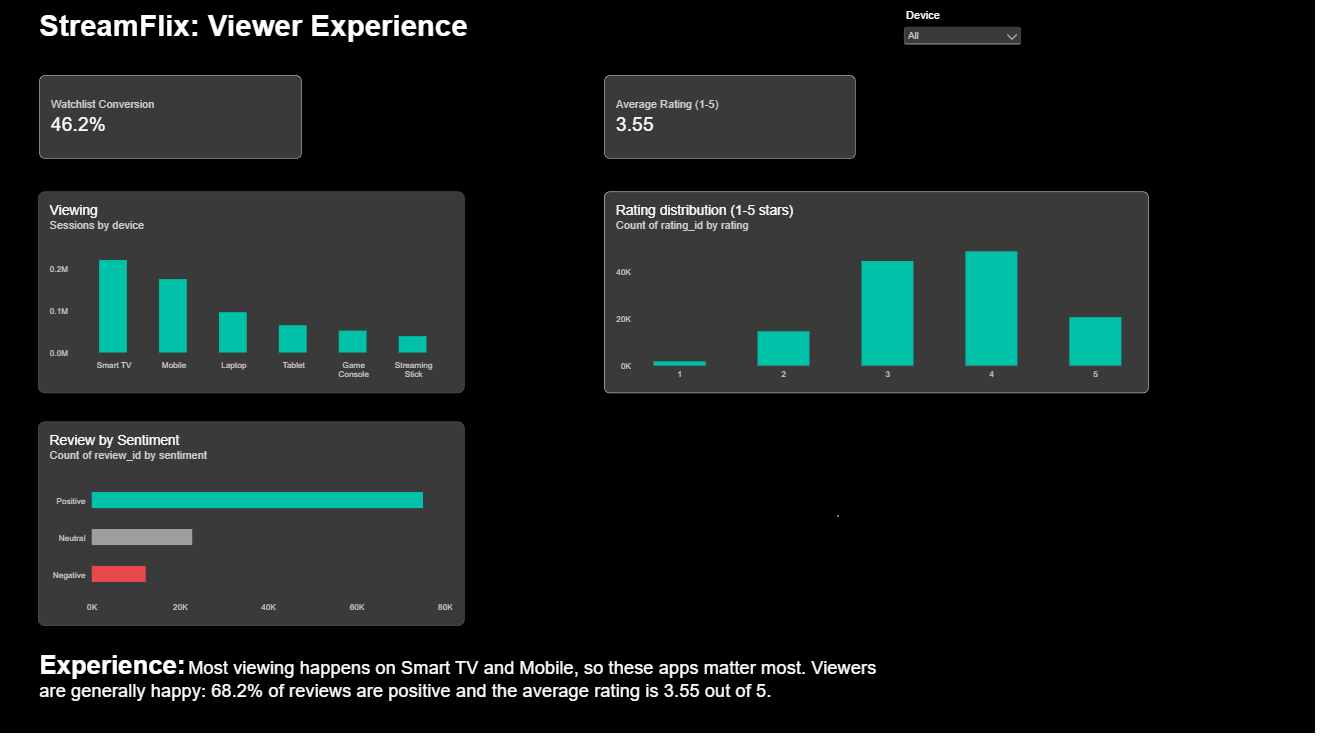 StreamFlix: Viewer Experience
Device
All
Watchlist Conversion
46.2%
Average Rating (1-5)
3.55
Viewing
Sessions by device
0.2M
0.1M
0.0M
Smart TV
Mobile
Laptop
Tablet
Game
Console
Streaming
Stick
Rating distribution (1-5 stars)
Count of rating_id by rating
40K
20K
0K
1
2
3
4
5
Review by Sentiment
Count of review_id by sentiment
Positive
Neutral
Negative
0K
20K
40K
60K
80K
Experience: Most viewing happens on Smart TV and Mobile, so these apps matter most. Viewers
are generally happy: 68.2% of reviews are positive and the average rating is 3.55 out of 5.